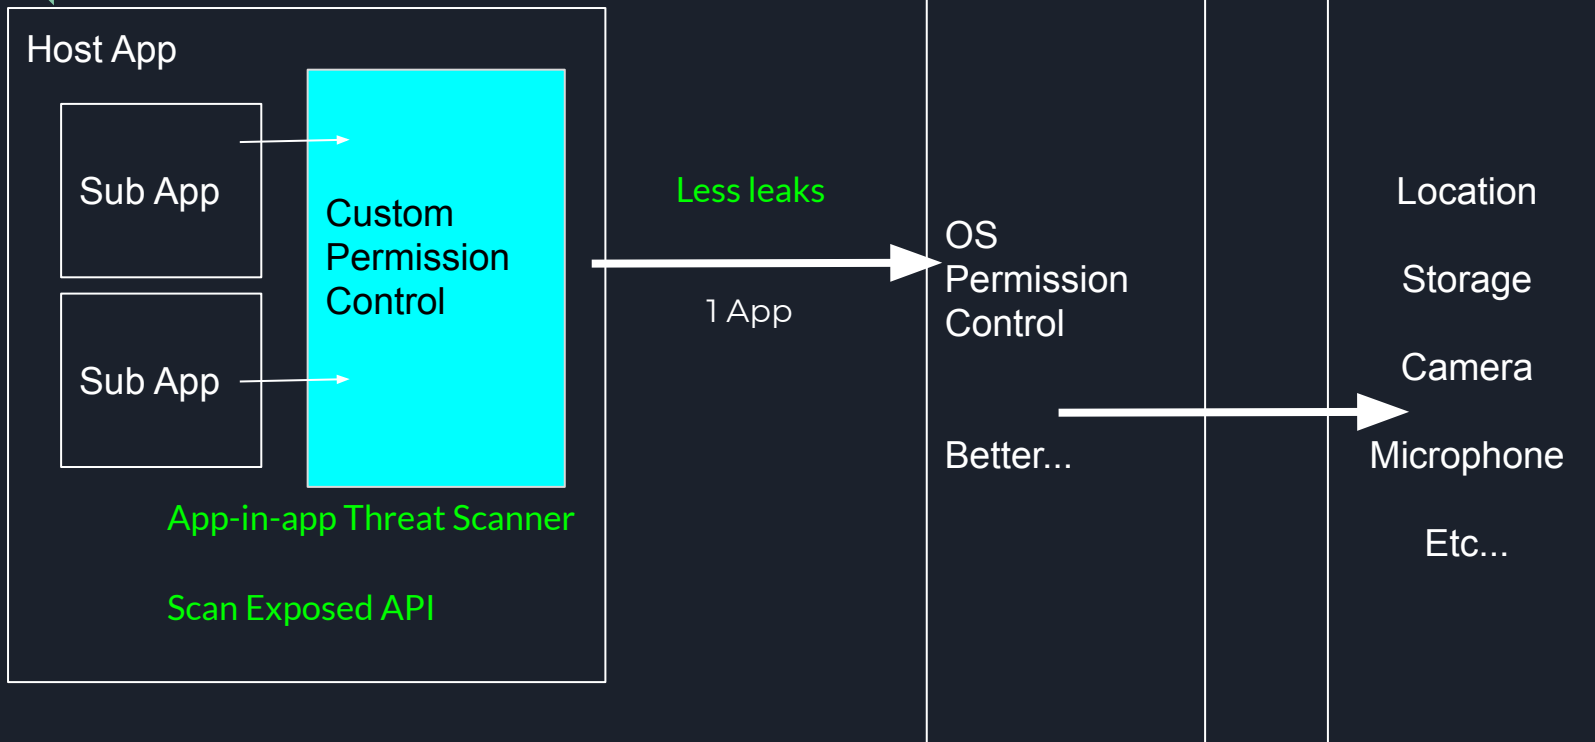 Host App
Sub App
Sub App
Custom
Permission
Control
App-in-app Threat Scanner
Scan Exposed API
Less leaks
1 App
OS
Permission
Control
Better...
Location
Storage
Camera
Microphone
Etc...